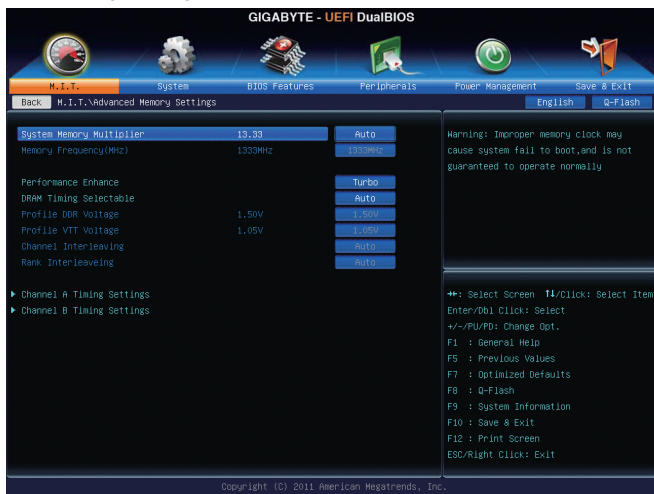 GIGABYTE - UEFI DualBIOS
M.I.T. System BIOS Features Peripherals Power Management Save & Exit
Back M.I.T.\Advanced Memory Settings English Q-Flash
System Memory Multiplier 13.33 Auto
Memory Frequency(MHz) 1333MHz 1333MHz
Performance Enhance Turbo
DRAM Timing Selectable Auto
Profile DDR Voltage 1.50V 1.50V
Profile VTT Voltage 1.05V 1.05V
Channel Interleaving Auto
Rank Interleaveing Auto
Channel A Timing Settings
Channel B Timing Settings
Warning: Improper memory clock may
cause system fail to boot,and is not
guaranteed to operate normally
→←: Select Screen ↑↓/Click: Select Item
Enter/Dbl Click: Select
+/-/PU/PD: Change Opt.
F1 : General Help
F5 : Previous Values
F7 : Optimized Defaults
F8 : Q-Flash
F9 : System Information
F10 : Save & Exit
F12 : Print Screen
ESC/Right Click: Exit
Copyright (C) 2011 American Megatrends, Inc.